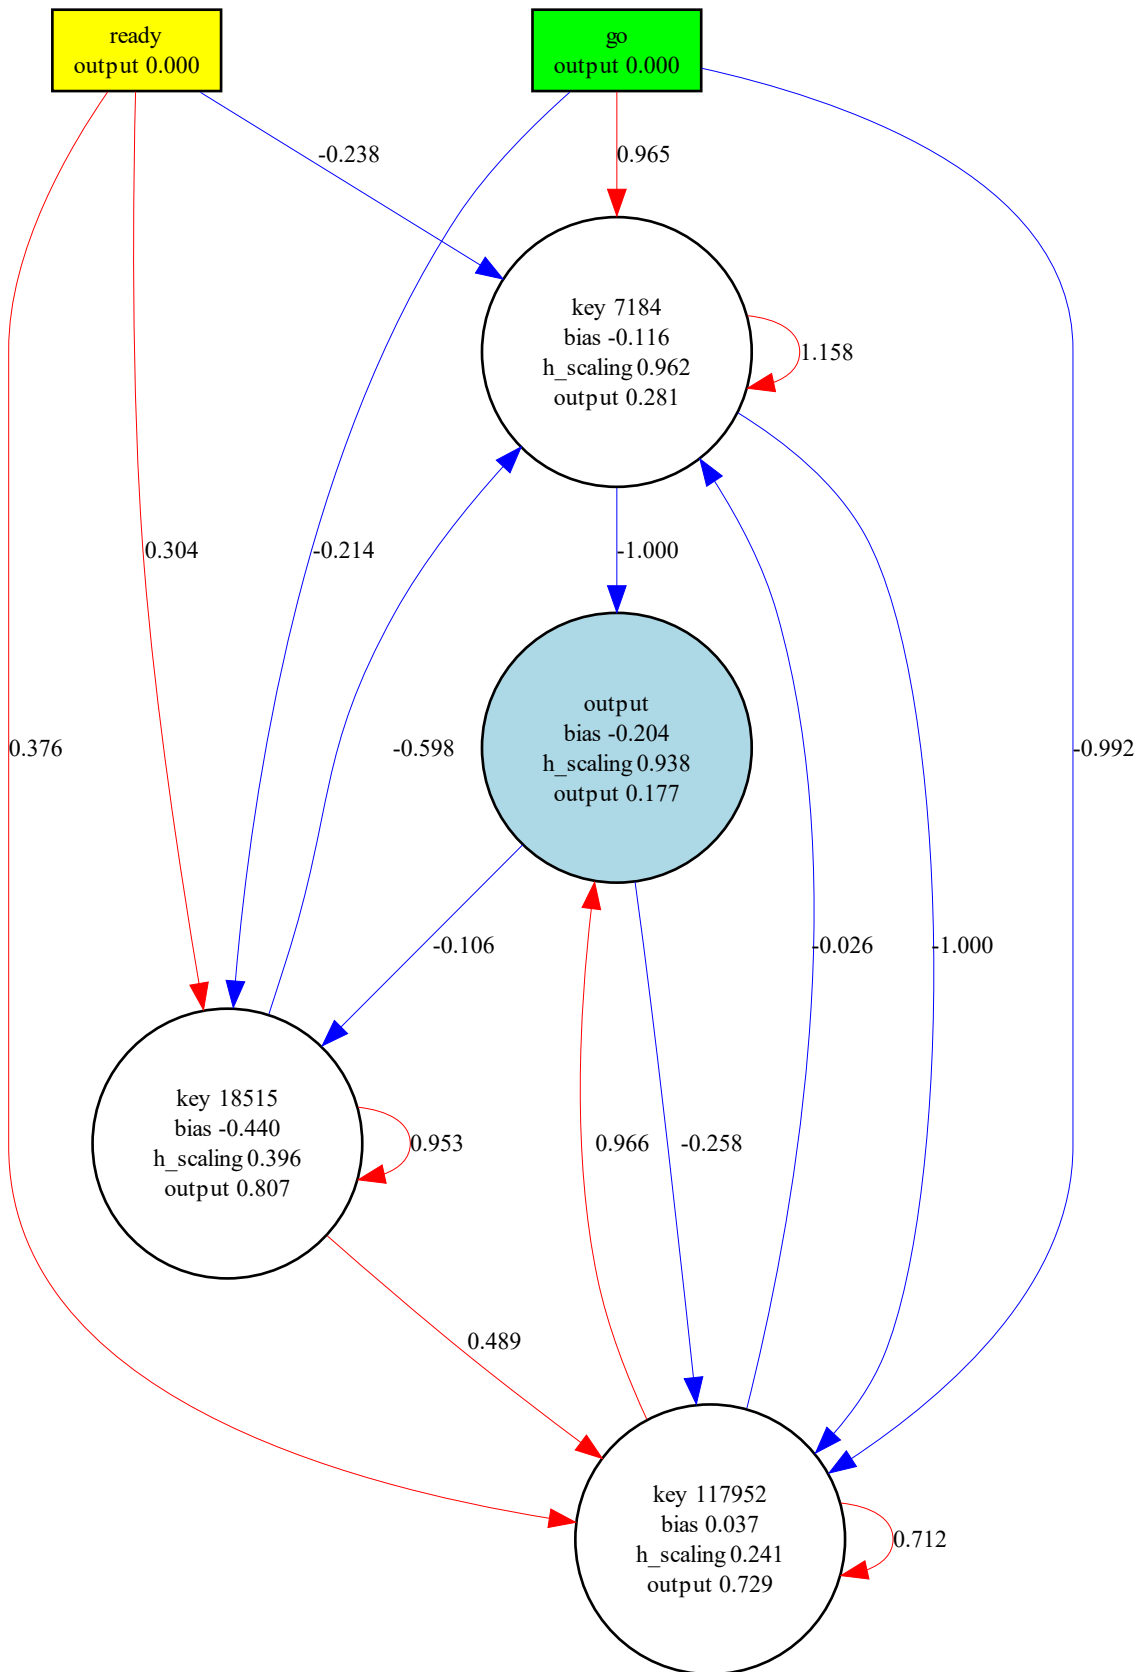 ready
output 0.000
go
output 0.000
-0.238
0.965
key 7184
bias -0.116
h_scaling 0.962
output 0.281
1.158
0.304
-0.214
-1.000
output
bias -0.204
h_scaling 0.938
output 0.177
0.376
-0.598
-0.992
-0.106
-0.026
-1.000
key 18515
bias -0.440
h_scaling 0.396
output 0.807
0.953
0.966
-0.258
0.489
key 117952
bias 0.037
h_scaling 0.241
output 0.729
0.712